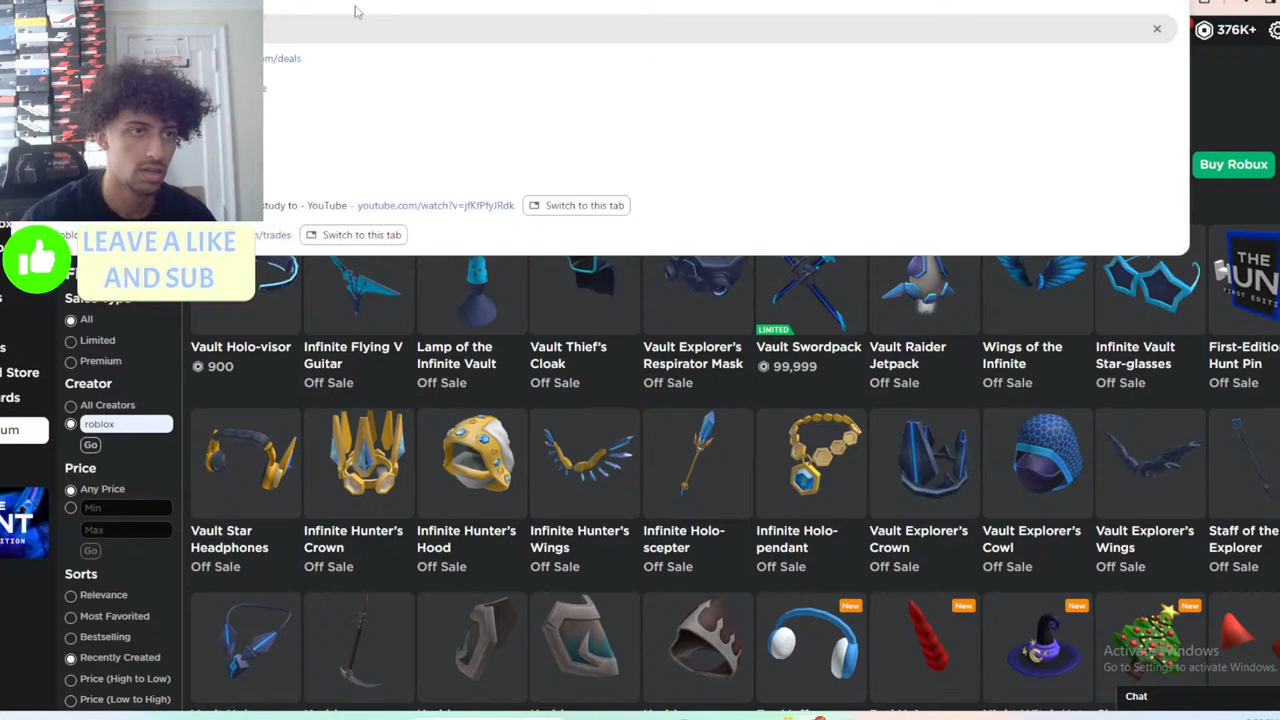 376K+
om/deals
e
Buy Robux
study to - YouTube - youtube.com/watch?v=jfKfPfyJRdk Switch to this tab
/trades Switch to this tab
LEAVE A LIKE
AND SUB
All
Limited
Premium
Creator
All Creators
roblox
Go
Price
Any Price
Min
Max
Go
Sorts
Relevance
Most Favorited
Bestselling
Recently Created
Price (High to Low)
Price (Low to High)
d Store
ards
um
NT
EDITION
THE
UN
FIRST EDITION
LIMITED
Vault Holo-visor
900
Infinite Flying V
Guitar
Off Sale
Lamp of the
Infinite Vault
Off Sale
Vault Thief's
Cloak
Off Sale
Vault Explorer's
Respirator Mask
Off Sale
Vault Swordpack
99,999
Vault Raider
Jetpack
Off Sale
Wings of the
Infinite
Off Sale
Infinite Vault
Star-glasses
Off Sale
First-Edition
Hunt Pin
Off Sale
Vault Star
Headphones
Off Sale
Infinite Hunter's
Crown
Off Sale
Infinite Hunter's
Hood
Off Sale
Infinite Hunter's
Wings
Off Sale
Infinite Holo-
scepter
Off Sale
Infinite Holo-
pendant
Off Sale
Vault Explorer's
Crown
Off Sale
Vault Explorer's
Cowl
Off Sale
Vault Explorer's
Wings
Off Sale
Staff of the
Explorer
Off Sale
New
New
New
New
Activate Windows
Go to Settings to activate Windows.
Chat